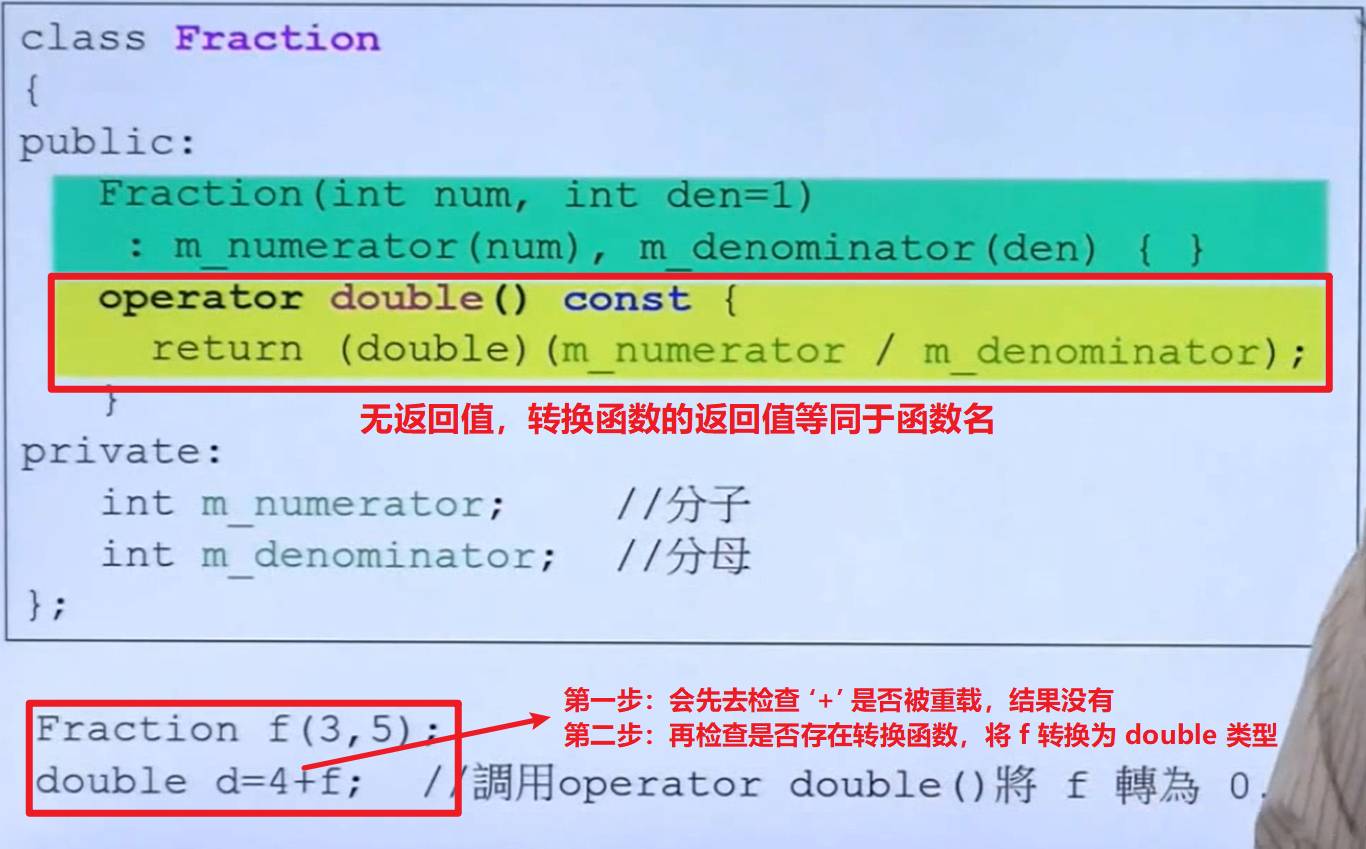 class Fraction
{
public:
Fraction(int num, int den=1)
: m_numerator(num), m_denominator(den) { }
operator double() const {
return (double)(m_numerator / m_denominator);
}
无返回值，转换函数的返回值等同于函数名
private:
int m_numerator; //分子
int m_denominator; //分母
};
第一步：会先去检查 ‘+’ 是否被重载，结果没有
Fraction f(3,5);
第二步：再检查是否存在转换函数，将 f 转换为 double 类型
double d=4+f; //調用operator double()將 f 轉為 0.